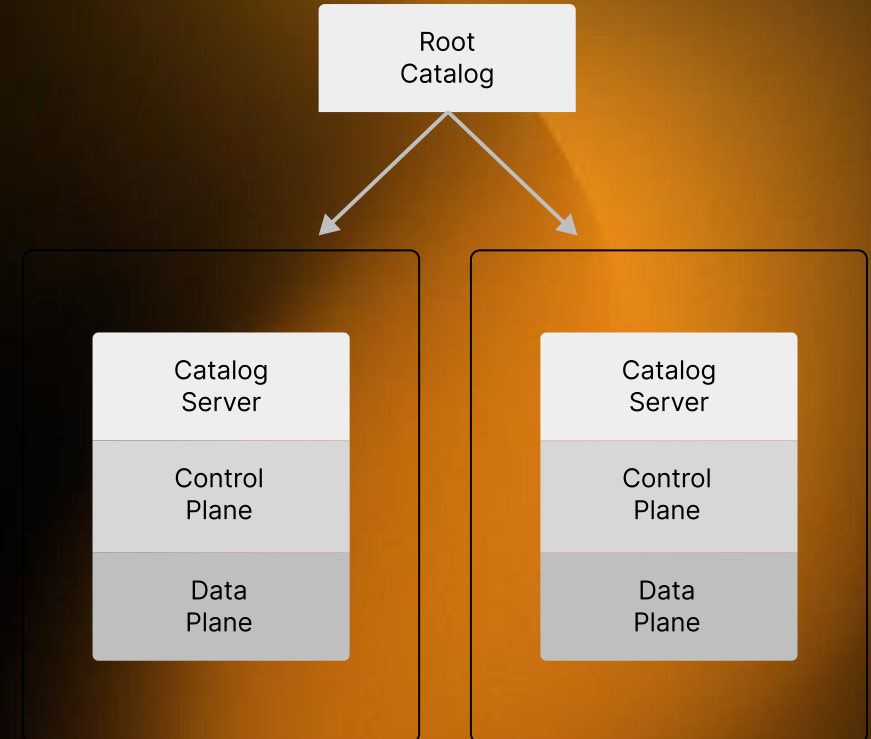 Root
Catalog
Catalog
Server
Control
Plane
Data
Plane
Catalog
Server
Control
Plane
Data
Plane